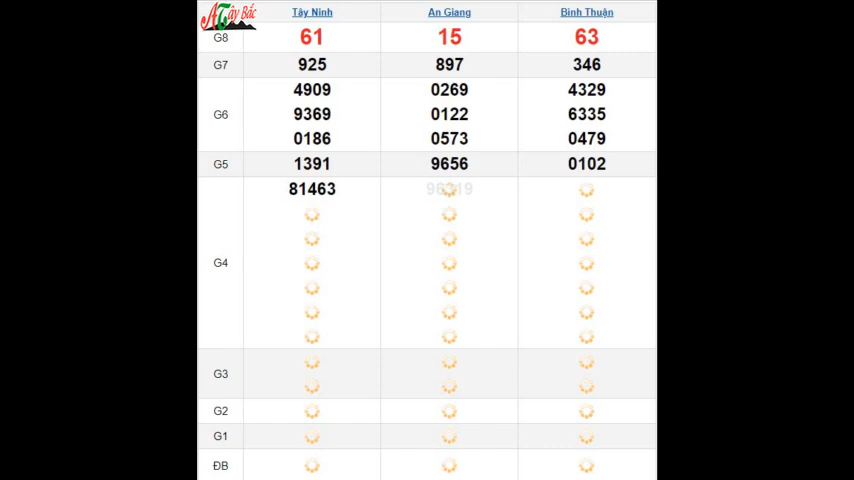 ATây Bắc
Tây Ninh An Giang Bình Thuận
G8 61 15 63
G7 925 897 346
4909 0269 4329
G6 9369 0122 6335
0186 0573 0479
G5 1391 9656 0102
81463
G4
G3
G2
G1
ĐB